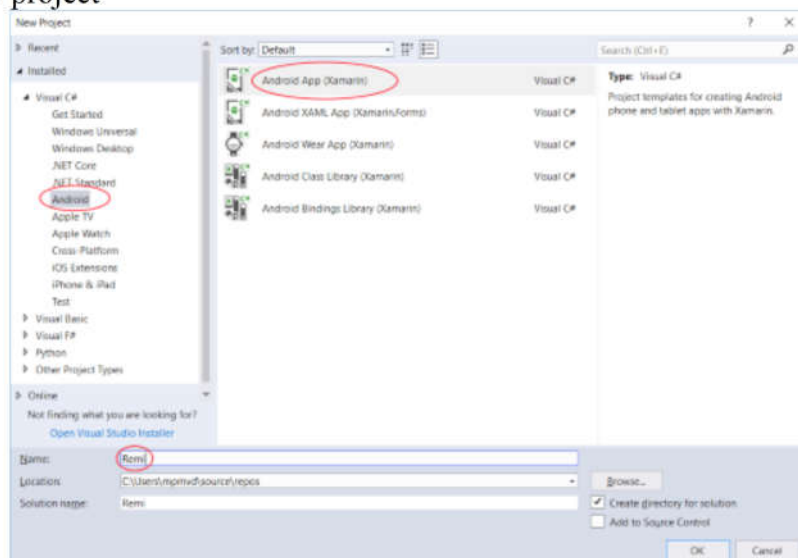 project
New Project
? ×
Recent
Sort by: Default
Search (Ctrl+E)
Installed
Visual C#
Get Started
Windows Universal
Windows Desktop
.NET Core
.NET Standard
Android
Apple TV
Apple Watch
Cross-Platform
iOS Extensions
iPhone & iPad
Test
Visual Basic
Visual F#
Python
Other Project Types
Online
Not finding what you are looking for?
Open Visual Studio Installer
Android App (Xamarin) Visual C#
Android XAML App (Xamarin.Forms) Visual C#
Android Wear App (Xamarin) Visual C#
Android Class Library (Xamarin) Visual C#
Android Bindings Library (Xamarin) Visual C#
Type: Visual C#
Project templates for creating Android
phone and tablet apps with Xamarin.
Name: Remi
Location: C:\Users\mpmvd\source\repos
Browse...
Solution name: Remi
Create directory for solution
Add to Source Control
OK Cancel